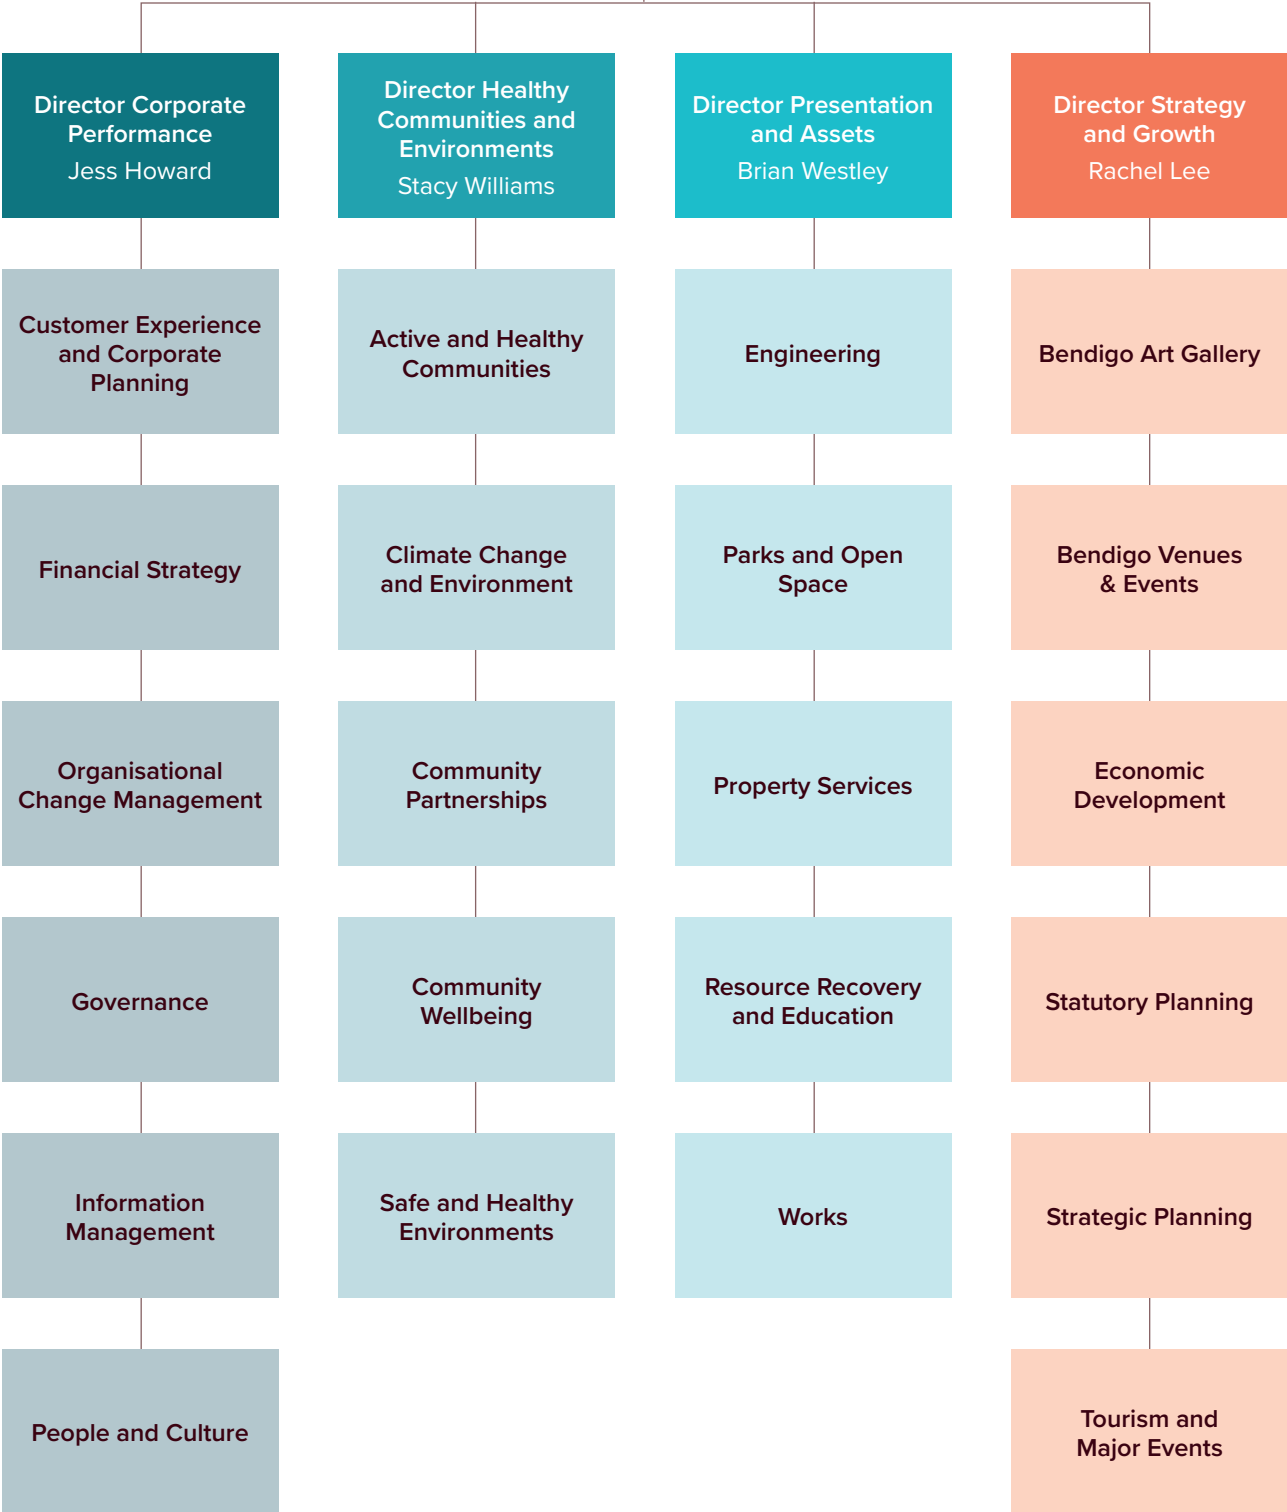 Director Corporate
Performance
Jess Howard
Customer Experience
and Corporate
Planning
Financial Strategy
Organisational
Change Management
Governance
Information
Management
People and Culture
Director Healthy
Communities and
Environments
Stacy Williams
Active and Healthy
Communities
Climate Change
and Environment
Community
Partnerships
Community
Wellbeing
Safe and Healthy
Environments
Director Presentation
and Assets
Brian Westley
Engineering
Parks and Open
Space
Property Services
Resource Recovery
and Education
Works
Director Strategy
and Growth
Rachel Lee
Bendigo Art Gallery
Bendigo Venues
& Events
Economic
Development
Statutory Planning
Strategic Planning
Tourism and
Major Events